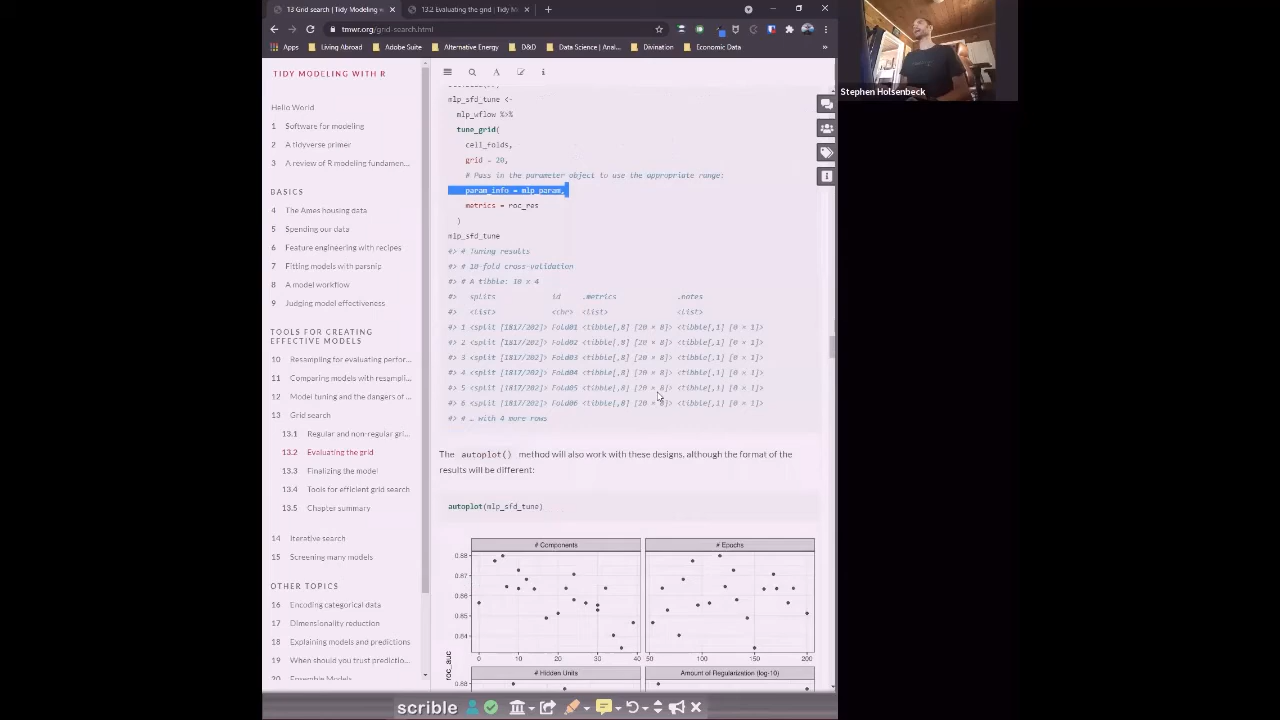 13 Grid search | Tidy Modeling w
13.2 Evaluating the grid | Tidy M
tmwr.org/grid-search.html
Apps
Living Abroad
Adobe Suite
Alternative Energy
D&D
Data Science | Anal...
Divination
Economic Data
Stephen Holsenbeck
TIDY MODELING WITH R
Hello World
1 Software for modeling
2 A tidyverse primer
3 A review of R modeling fundamen...
BASICS
4 The Ames housing data
5 Spending our data
6 Feature engineering with recipes
7 Fitting models with parsnip
8 A model workflow
9 Judging model effectiveness
TOOLS FOR CREATING
EFFECTIVE MODELS
10 Resampling for evaluating perfor...
11 Comparing models with resampli...
12 Model tuning and the dangers of ...
13 Grid search
13.1 Regular and non-regular gri...
13.2 Evaluating the grid
13.3 Finalizing the model
13.4 Tools for efficient grid search
13.5 Chapter summary
14 Iterative search
15 Screening many models
OTHER TOPICS
16 Encoding categorical data
17 Dimensionality reduction
18 Explaining models and predictions
19 When should you trust predictio...
20 Ensemble Models
mlp_sfd_tune <-
mlp_wflow %>%
tune_grid(
cell_folds,
grid = 20,
# Pass in the parameter object to use the appropriate range:
param_info = mlp_param,
metrics = roc_res
)
mlp_sfd_tune
#> # Tuning results
#> # 10-fold cross-validation
#> # A tibble: 10 x 4
#> splits id .metrics .notes
#> <list> <chr> <list> <list>
#> 1 <split [1817/202]> Fold01 <tibble[,8] [20 × 8]> <tibble[,1] [0 × 1]>
#> 2 <split [1817/202]> Fold02 <tibble[,8] [20 × 8]> <tibble[,1] [0 × 1]>
#> 3 <split [1817/202]> Fold03 <tibble[,8] [20 × 8]> <tibble[,1] [0 × 1]>
#> 4 <split [1817/202]> Fold04 <tibble[,8] [20 × 8]> <tibble[,1] [0 × 1]>
#> 5 <split [1817/202]> Fold05 <tibble[,8] [20 × 8]> <tibble[,1] [0 × 1]>
#> 6 <split [1817/202]> Fold06 <tibble[,8] [20 × 8]> <tibble[,1] [0 × 1]>
#> # … with 4 more rows
The autoplot() method will also work with these designs, although the format of the
results will be different:
autoplot(mlp_sfd_tune)
# Components
# Epochs
0.88
0.87
0.86
0.85
0.84
0 10 20 30 40
50 100 150 200
roc_auc
# Hidden Units
Amount of Regularization (log-10)
0.88
scrible